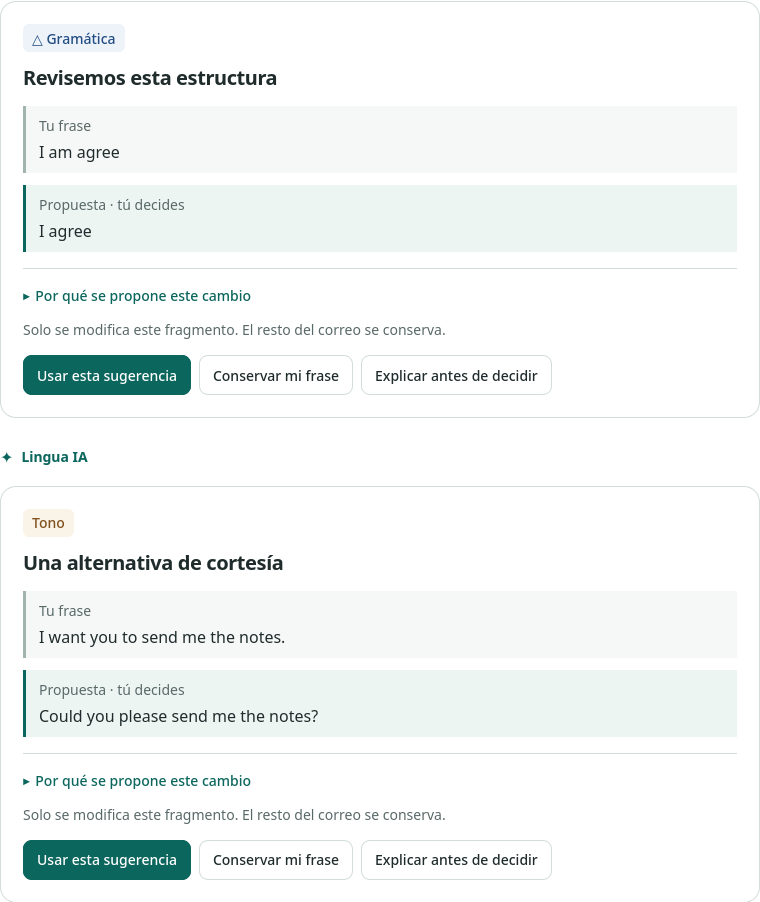 △ Gramática
Revisemos esta estructura
Tu frase
I am agree
Propuesta · tú decides
I agree
▸ Por qué se propone este cambio
Solo se modifica este fragmento. El resto del correo se conserva.
Usar esta sugerencia Conservar mi frase Explicar antes de decidir
✦ Lingua IA
Tono
Una alternativa de cortesía
Tu frase
I want you to send me the notes.
Propuesta · tú decides
Could you please send me the notes?
▸ Por qué se propone este cambio
Solo se modifica este fragmento. El resto del correo se conserva.
Usar esta sugerencia Conservar mi frase Explicar antes de decidir